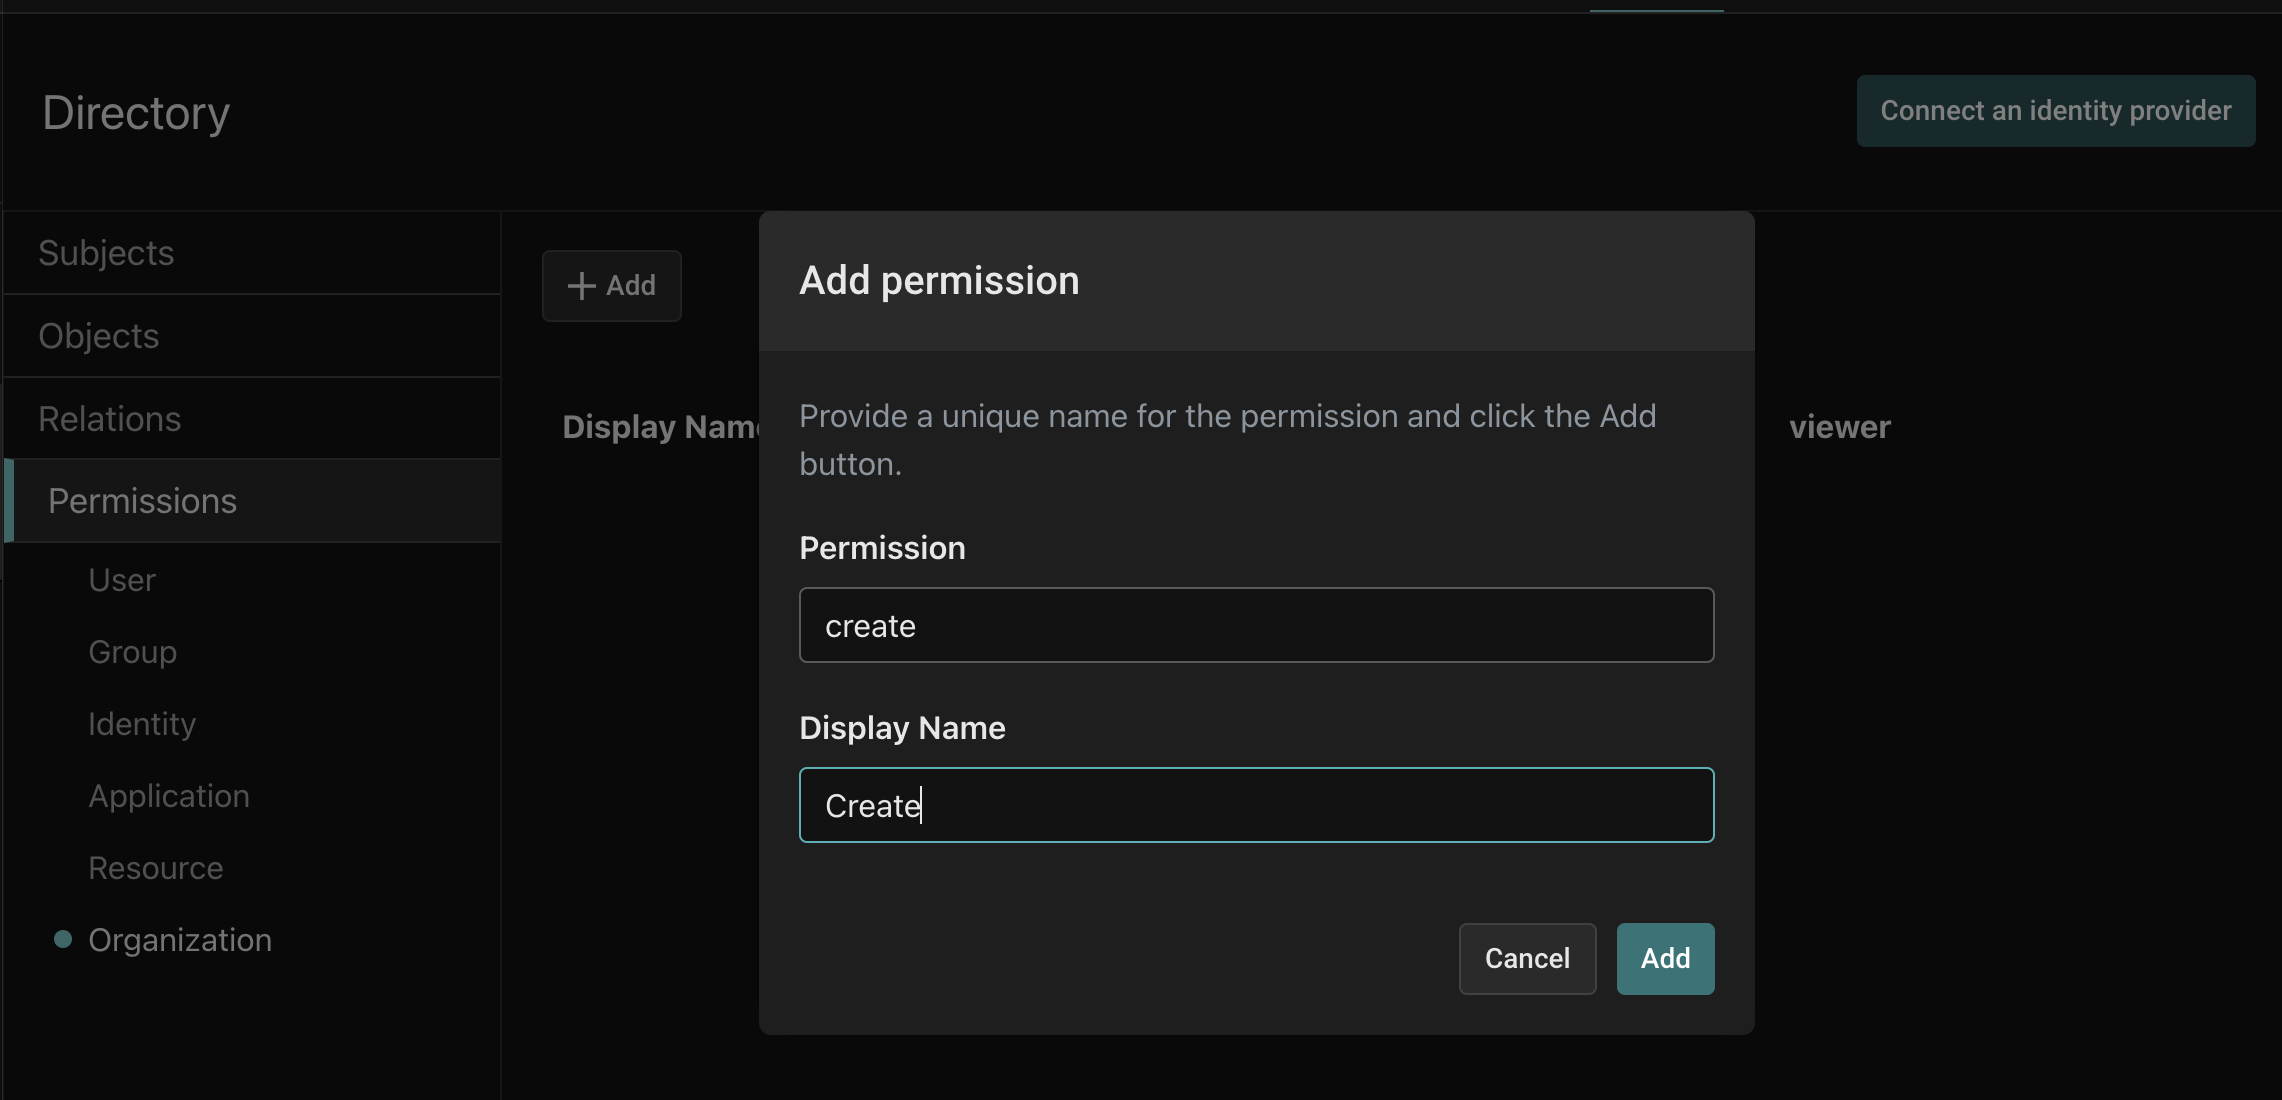 Directory
Connect an identity provider
Subjects
Objects
Relations
Permissions
User
Group
Identity
Application
Resource
Organization
Add
Display Name
viewer
Add permission
Provide a unique name for the permission and click the Add
button.
Permission
create
Display Name
Create
Cancel
Add